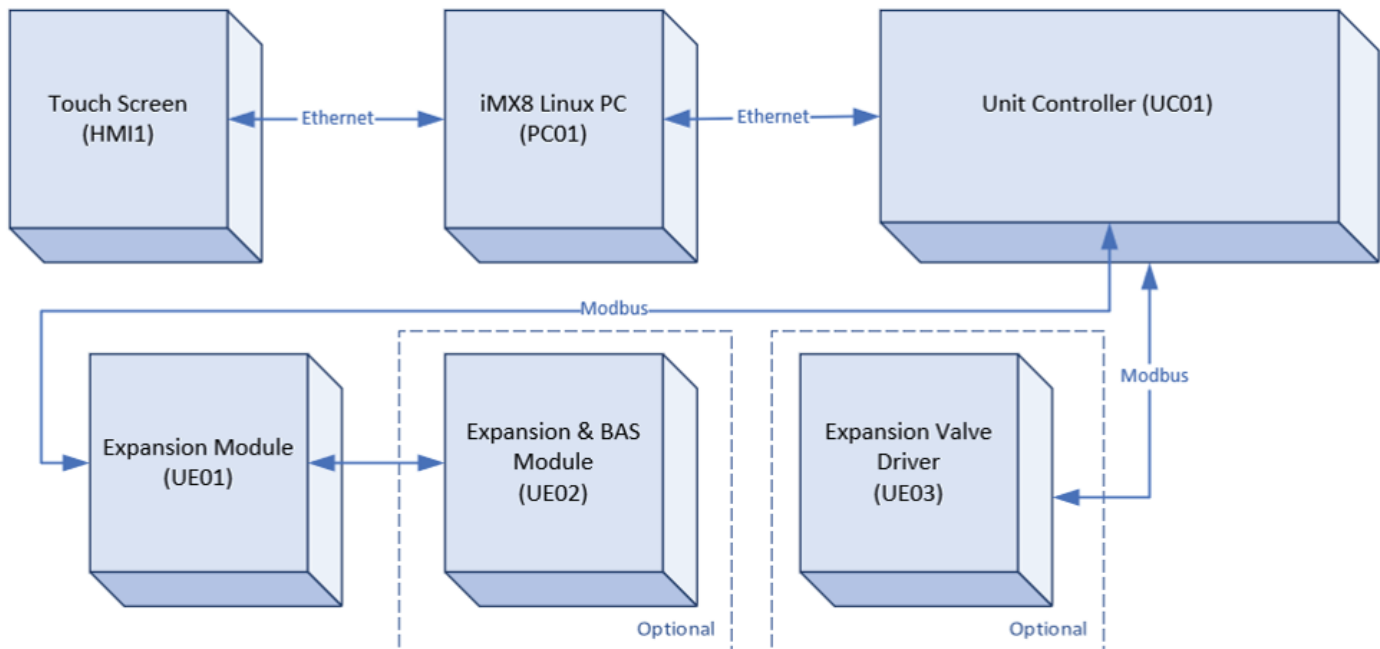 Touch Screen
(HMI1)
Ethernet
iMX8 Linux PC
(PC01)
Ethernet
Unit Controller (UC01)
Modbus
Modbus
Expansion Module
(UE01)
Expansion & BAS
Module
(UE02)
Optional
Expansion Valve
Driver
(UE03)
Optional